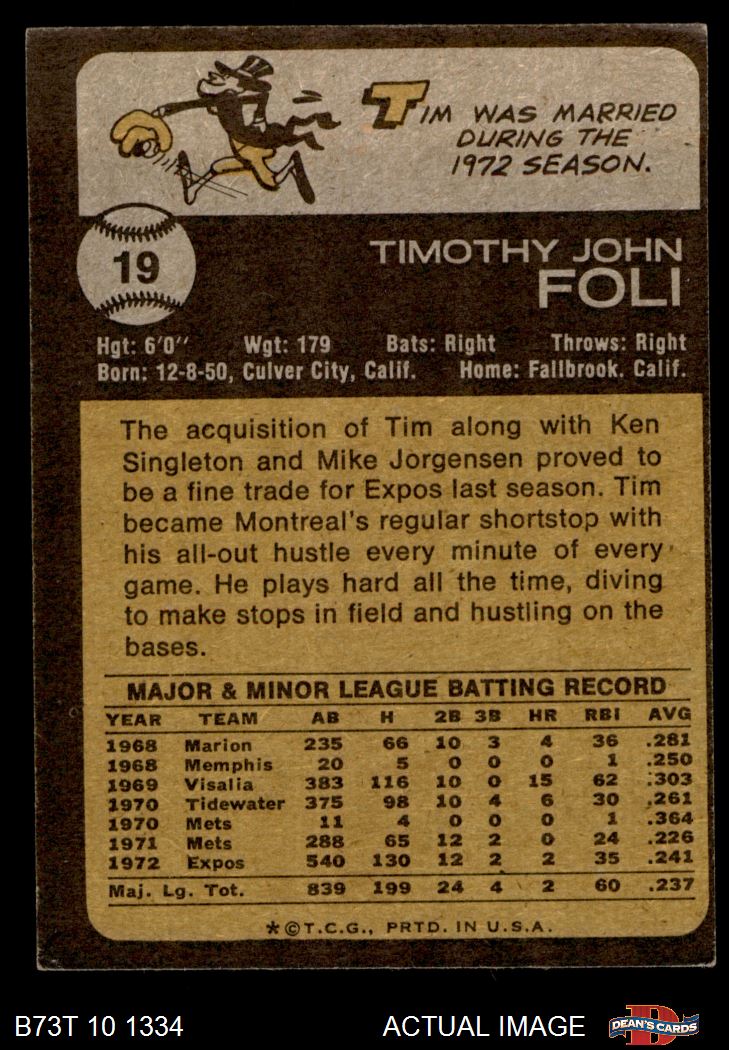 TIM WAS MARRIED
DURING THE
1972 SEASON.
19
TIMOTHY JOHN
FOLI
Hgt: 6'0'' Wgt: 179 Bats: Right Throws: Right
Born: 12-8-50, Culver City, Calif. Home: Fallbrook. Calif.
The acquisition of Tim along with Ken
Singleton and Mike Jorgensen proved to
be a fine trade for Expos last season. Tim
became Montreal's regular shortstop with
his all-out hustle every minute of every
game. He plays hard all the time, diving
to make stops in field and hustling on the
bases.
MAJOR & MINOR LEAGUE BATTING RECORD
YEAR TEAM AB H 2B 3B HR RBI AVG
1968 Marion 235 66 10 3 4 36 .281
1968 Memphis 20 5 0 0 0 1 .250
1969 Visalia 383 116 10 0 15 62 .303
1970 Tidewater 375 98 10 4 6 30 .261
1970 Mets 11 4 0 0 0 1 .364
1971 Mets 288 65 12 2 0 24 .226
1972 Expos 540 130 12 2 2 35 .241
Maj. Lg. Tot. 839 199 24 4 2 60 .237
*©T.C.G., PRTD. IN U.S.A.
B73T 10 1334 ACTUAL IMAGE D DEAN'S CARDS